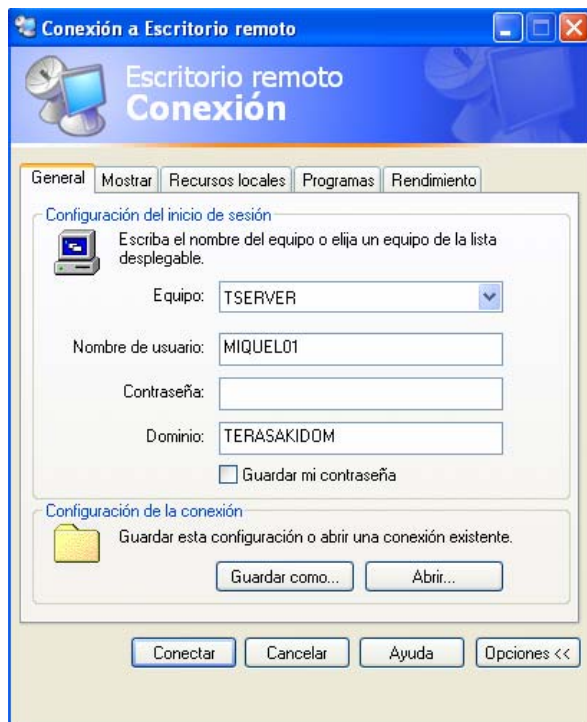 Conexión a Escritorio remoto
Escritorio remoto
Conexión
General Mostrar Recursos locales Programas Rendimiento
Configuración del inicio de sesión
Escriba el nombre del equipo o elija un equipo de la lista
desplegable.
Equipo: TSERVER
Nombre de usuario: MIQUEL01
Contraseña:
Dominio: TERASAKIDOM
Guardar mi contraseña
Configuración de la conexión
Guardar esta configuración o abrir una conexión existente.
Guardar como... Abrir...
Conectar Cancelar Ayuda Opciones <<